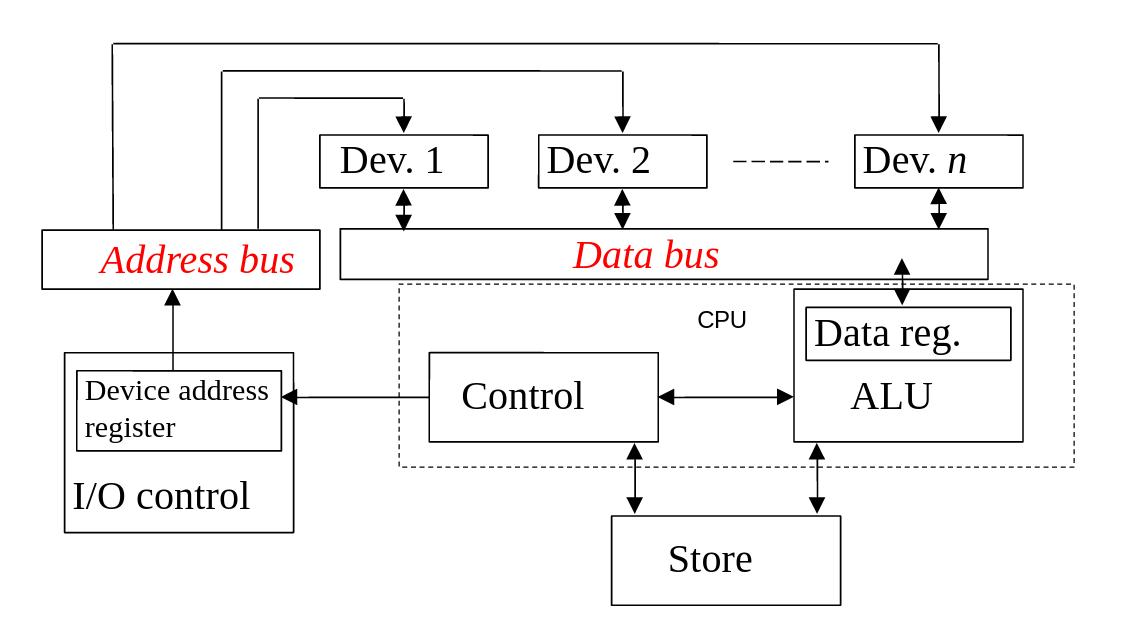 Dev. 1
Dev. 2
Dev. n
Address bus
Data bus
CPU
Data reg.
ALU
Control
Device address
register
I/O control
Store